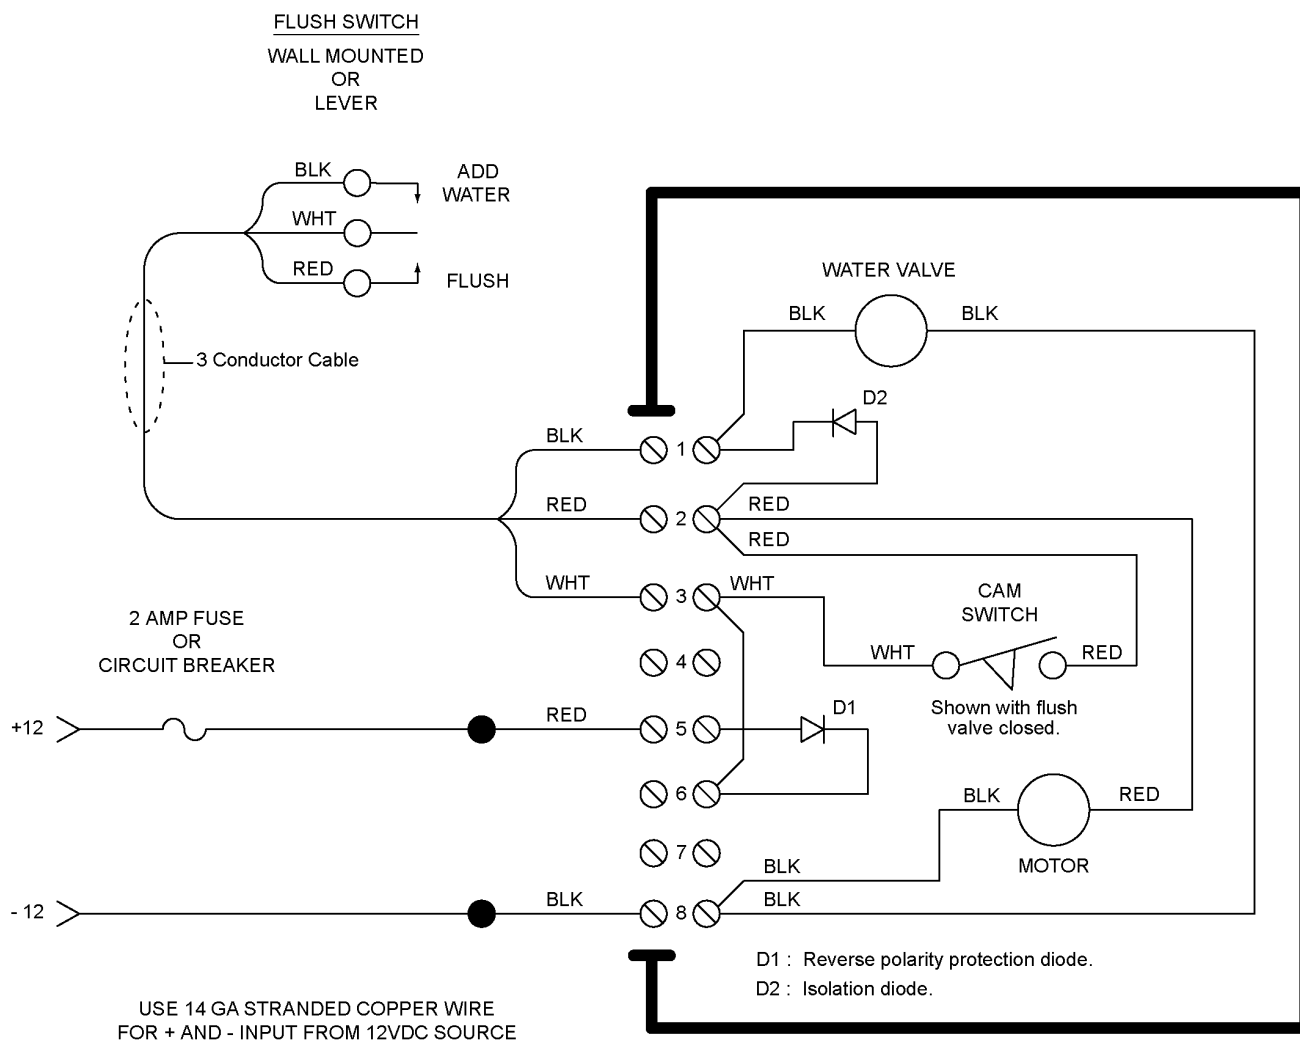 FLUSH SWITCH
WALL MOUNTED
OR
LEVER
BLK
ADD
WATER
WHT
RED
FLUSH
3 Conductor Cable
WATER VALVE
BLK
BLK
D2
BLK
1
RED
2
RED
RED
WHT
3
WHT
CAM
SWITCH
WHT
RED
Shown with flush
valve closed.
2 AMP FUSE
OR
CIRCUIT BREAKER
4
+12
RED
5
D1
6
BLK
RED
MOTOR
7
BLK
- 12
BLK
8
BLK
D1 : Reverse polarity protection diode.
D2 : Isolation diode.
USE 14 GA STRANDED COPPER WIRE
FOR + AND - INPUT FROM 12VDC SOURCE